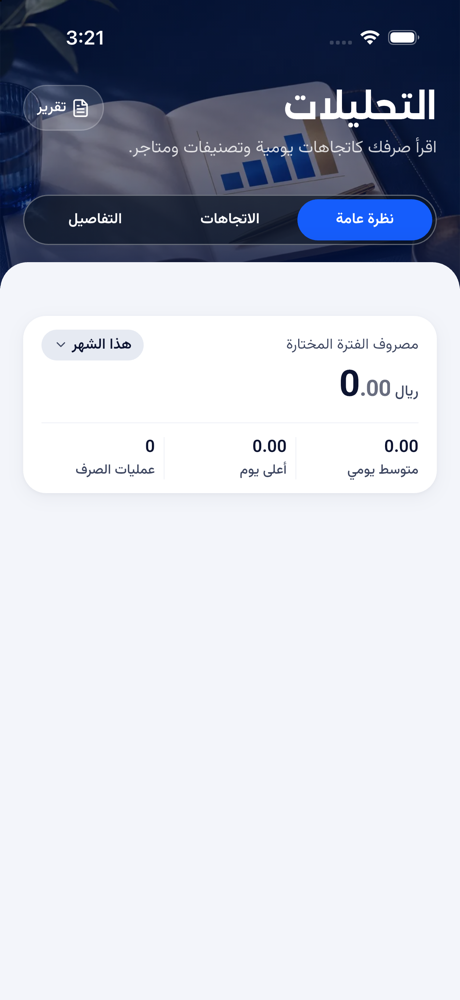 3:21
التحليلات
تقرير
اقرأ صرفك كاتجاهات يومية وتصنيفات ومتاجر.
نظرة عامة
الاتجاهات
التفاصيل
مصروف الفترة المختارة
هذا الشهر
0.00 ريال
0.00
متوسط يومي
0.00
أعلى يوم
0
عمليات الصرف